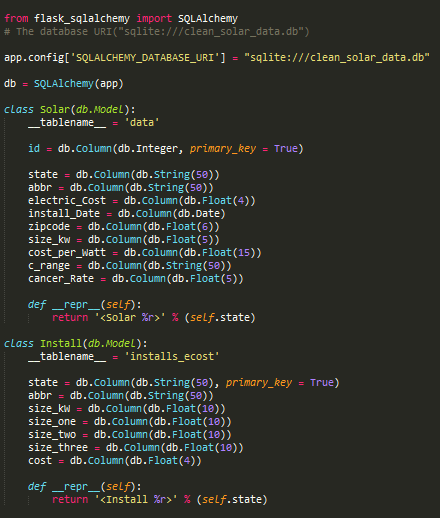 from flask_sqlalchemy import SQLAlchemy
# The database URI("sqlite:///clean_solar_data.db")
app.config['SQLALCHEMY_DATABASE_URI'] = "sqlite:///clean_solar_data.db"
db = SQLAlchemy(app)
class Solar(db.Model):
    __tablename__ = 'data'
    id = db.Column(db.Integer, primary_key = True)
    state = db.Column(db.String(50))
    abbr = db.Column(db.String(50))
    electric_Cost = db.Column(db.Float(4))
    install_Date = db.Column(db.Date)
    zipcode = db.Column(db.Float(6))
    size_kw = db.Column(db.Float(5))
    cost_per_Watt = db.Column(db.Float(15))
    c_range = db.Column(db.String(50))
    cancer_Rate = db.Column(db.Float(5))
    def __repr__(self):
        return '<Solar %r>' % (self.state)
class Install(db.Model):
    __tablename__ = 'installs_ecost'
    state = db.Column(db.String(50), primary_key = True)
    abbr = db.Column(db.String(50))
    size_kW = db.Column(db.Float(10))
    size_one = db.Column(db.Float(10))
    size_two = db.Column(db.Float(10))
    size_three = db.Column(db.Float(10))
    cost = db.Column(db.Float(4))
    def __repr__(self):
        return '<Install %r>' % (self.state)